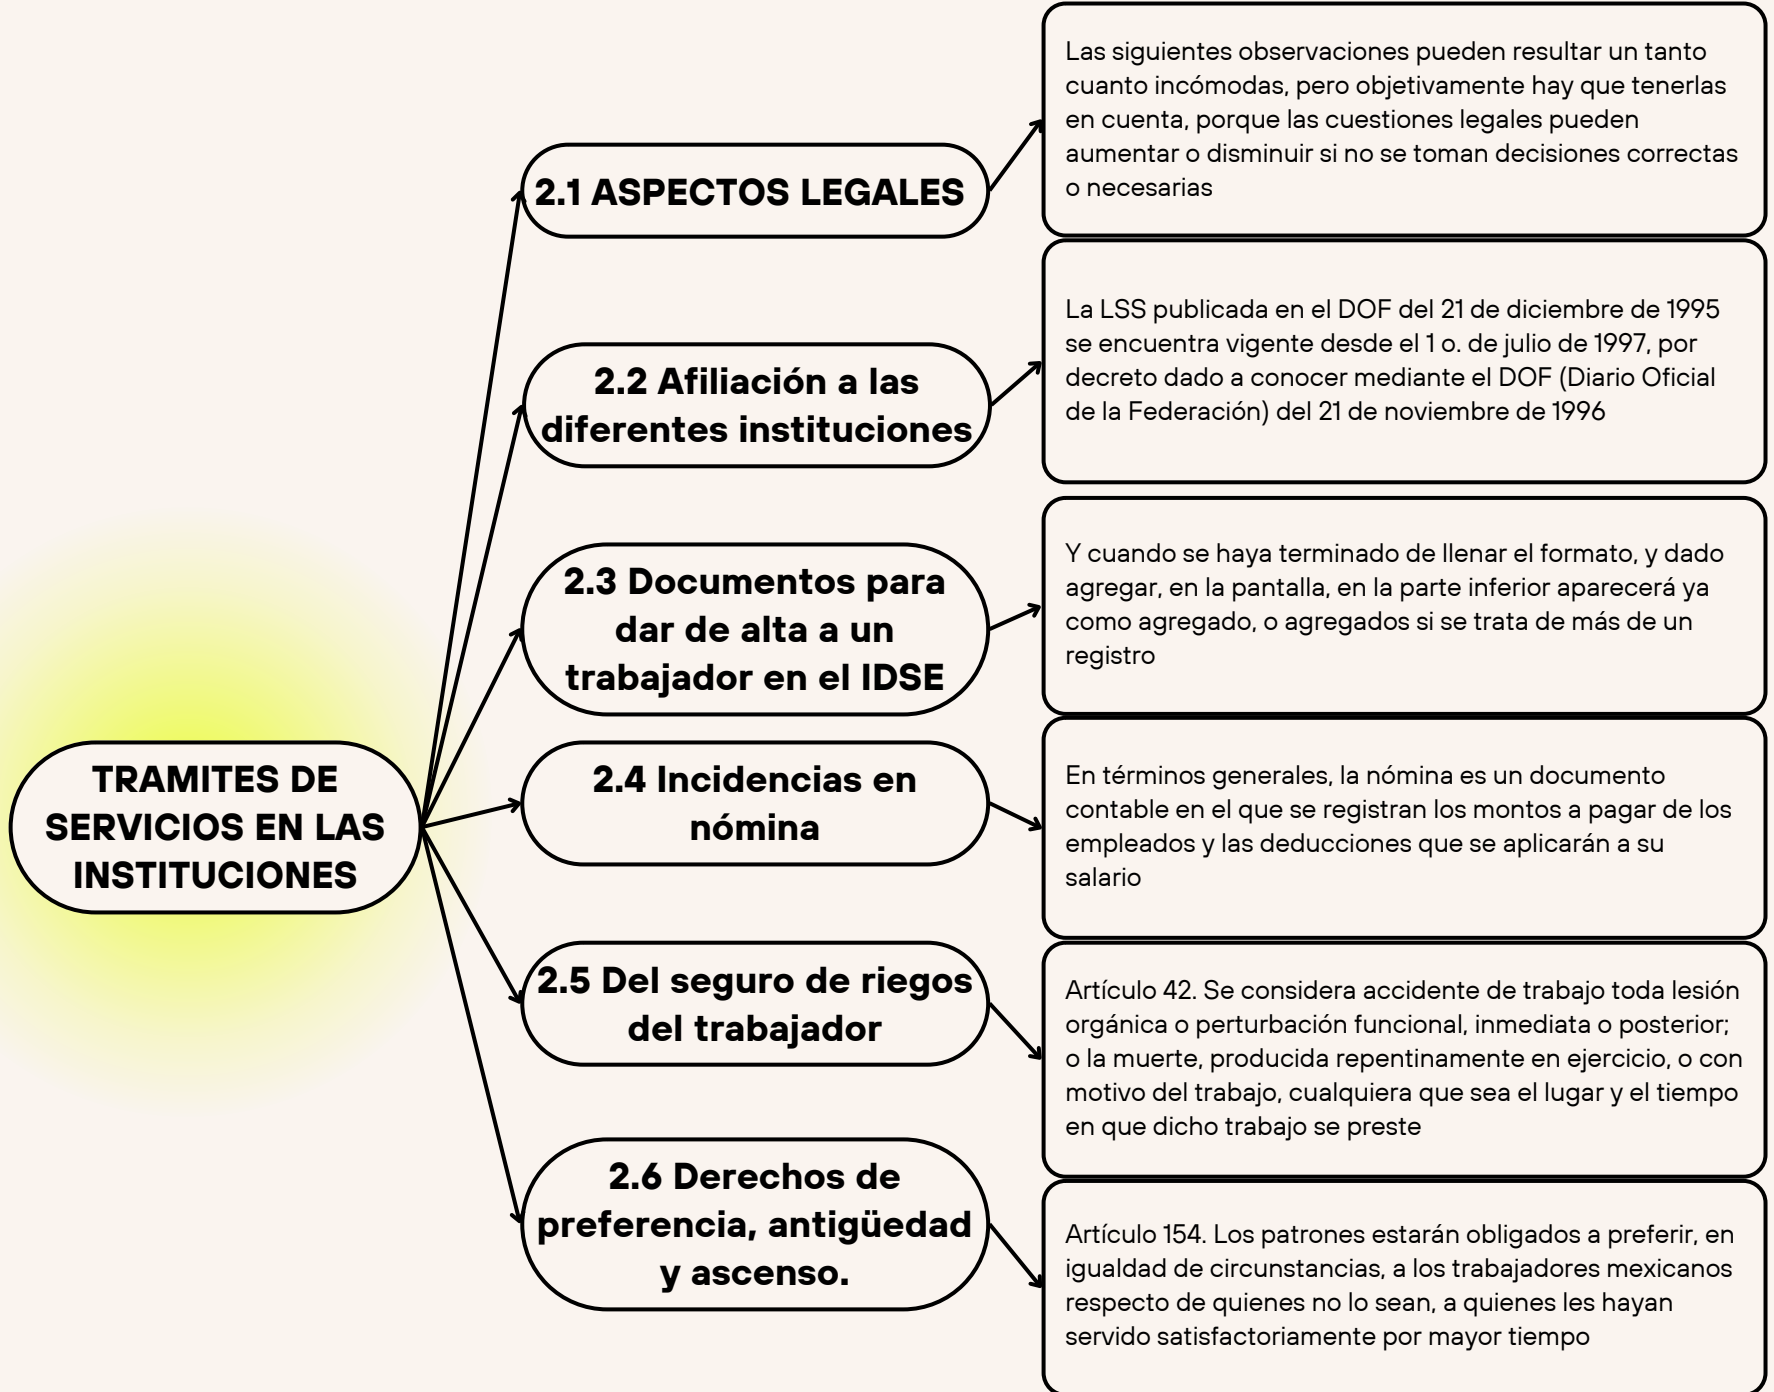 TRAMITES DE
SERVICIOS EN LAS
INSTITUCIONES
2.1 ASPECTOS LEGALES
Las siguientes observaciones pueden resultar un tanto
cuanto incómodas, pero objetivamente hay que tenerlas
en cuenta, porque las cuestiones legales pueden
aumentar o disminuir si no se toman decisiones correctas
o necesarias
2.2 Afiliación a las
diferentes instituciones
La LSS publicada en el DOF del 21 de diciembre de 1995
se encuentra vigente desde el 1 o. de julio de 1997, por
decreto dado a conocer mediante el DOF (Diario Oficial
de la Federación) del 21 de noviembre de 1996
2.3 Documentos para
dar de alta a un
trabajador en el IDSE
Y cuando se haya terminado de llenar el formato, y dado
agregar, en la pantalla, en la parte inferior aparecerá ya
como agregado, o agregados si se trata de más de un
registro
2.4 Incidencias en
nómina
En términos generales, la nómina es un documento
contable en el que se registran los montos a pagar de los
empleados y las deducciones que se aplicarán a su
salario
2.5 Del seguro de riegos
del trabajador
Artículo 42. Se considera accidente de trabajo toda lesión
orgánica o perturbación funcional, inmediata o posterior;
o la muerte, producida repentinamente en ejercicio, o con
motivo del trabajo, cualquiera que sea el lugar y el tiempo
en que dicho trabajo se preste
2.6 Derechos de
preferencia, antigüedad
y ascenso.
Artículo 154. Los patrones estarán obligados a preferir, en
igualdad de circunstancias, a los trabajadores mexicanos
respecto de quienes no lo sean, a quienes les hayan
servido satisfactoriamente por mayor tiempo